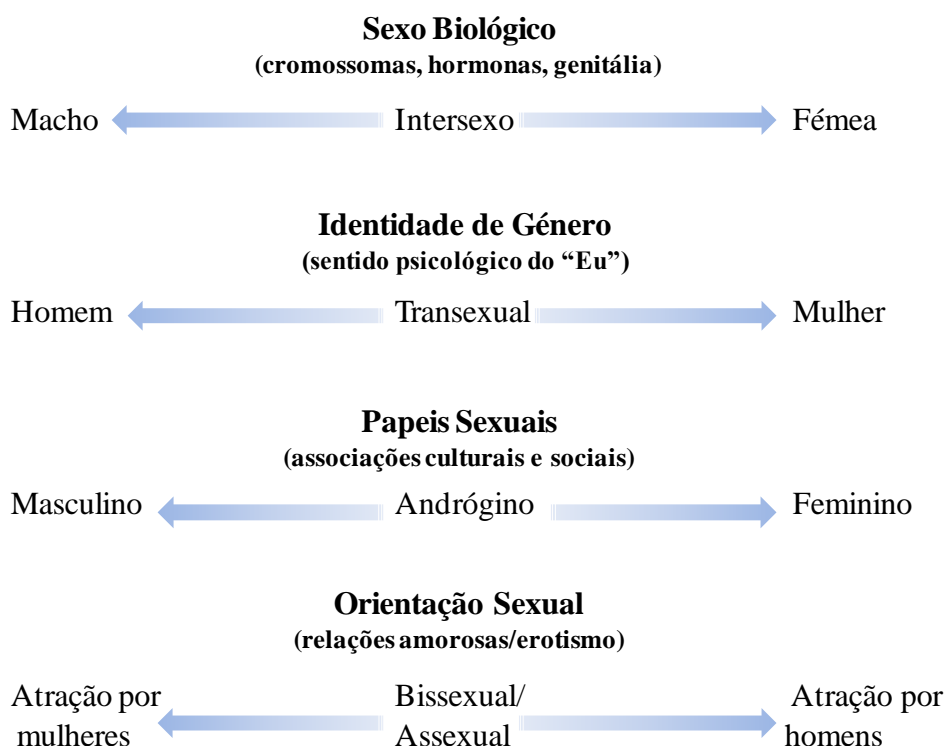 Sexo Biológico
(cromossomas, hormonas, genitália)
Macho Intersexo Fémea
Identidade de Género
(sentido psicológico do “Eu”)
Homem Transexual Mulher
Papeis Sexuais
(associações culturais e sociais)
Masculino Andrógino Feminino
Orientação Sexual
(relações amorosas/erotismo)
Atração por Bissexual/ Atração por
mulheres Assexual homens